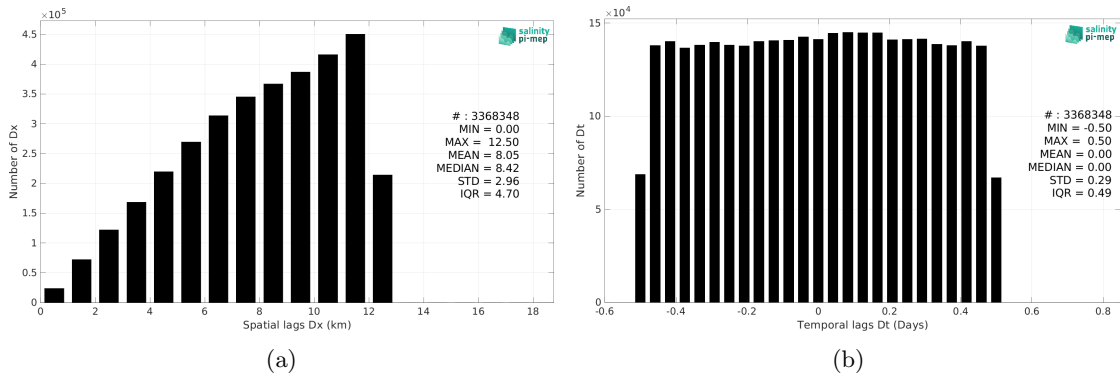 ×10⁵
4.5
4
3.5
3
2.5
2
1.5
1
0.5
0
Number of Dx
0 2 4 6 8 10 12 14 16 18
Spatial lags Dx (km)
salinity
pi-mep
# : 3368348
MIN = 0.00
MAX = 12.50
MEAN = 8.05
MEDIAN = 8.42
STD = 2.96
IQR = 4.70
(a)
×10⁴
15
10
5
0
Number of Dt
-0.6 -0.4 -0.2 0 0.2 0.4 0.6 0.8
Temporal lags Dt (Days)
salinity
pi-mep
# : 3368348
MIN = -0.50
MAX = 0.50
MEAN = 0.00
MEDIAN = 0.00
STD = 0.29
IQR = 0.49
(b)